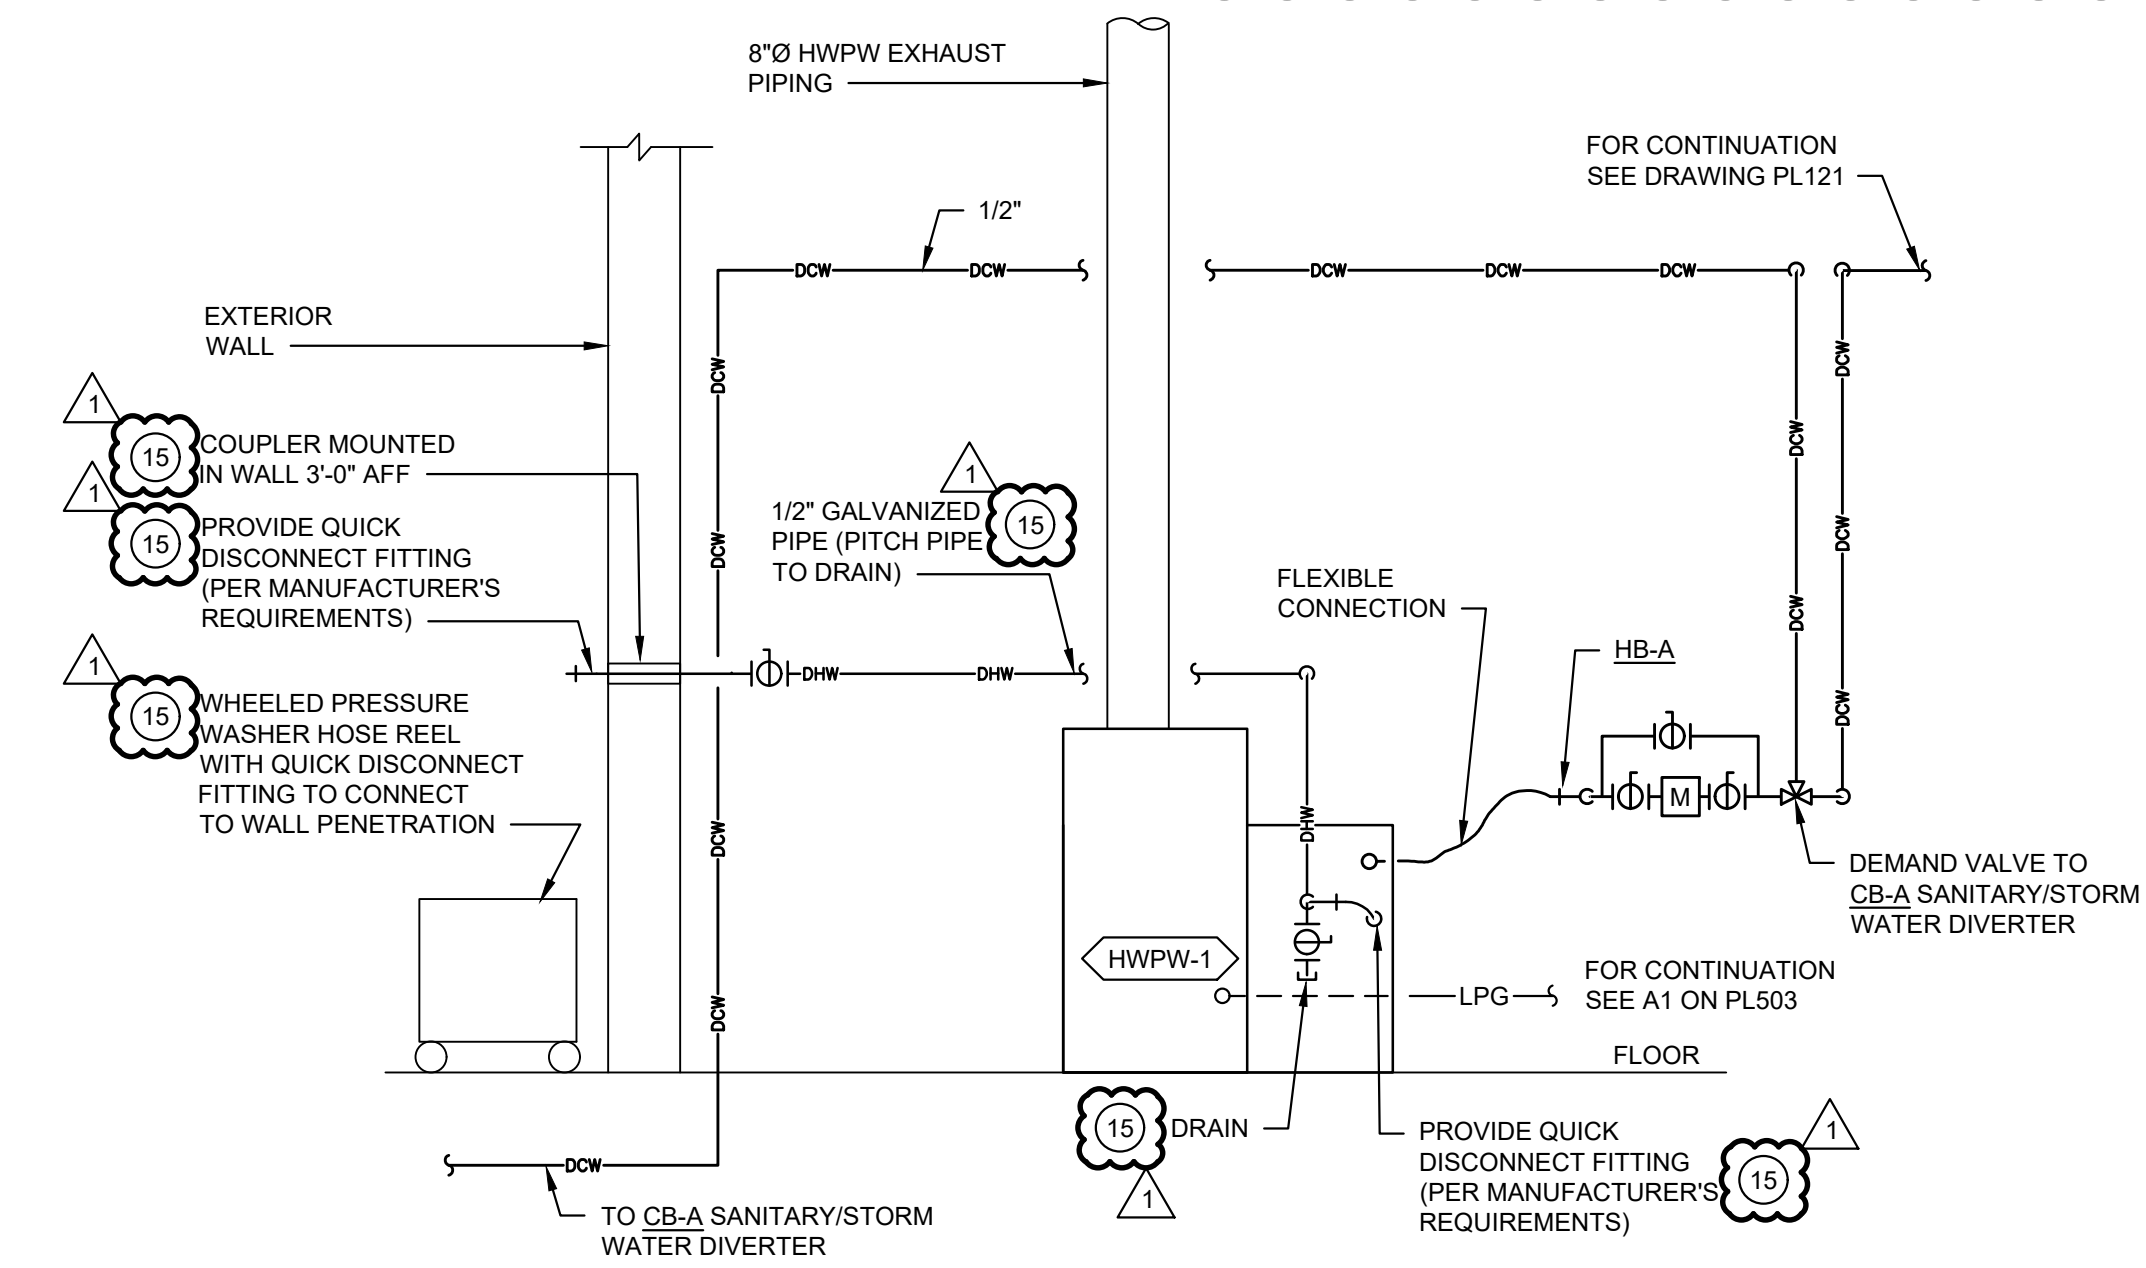 8"Ø HWPW EXHAUST
PIPING
FOR CONTINUATION
SEE DRAWING PL121
1/2"
DCW
DCW
DCW
DCW
DCW
EXTERIOR
WALL
DCW
DCW
DCW
1
15
COUPLER MOUNTED
IN WALL 3'-0" AFF
1
15
PROVIDE QUICK
DISCONNECT FITTING
(PER MANUFACTURER'S
REQUIREMENTS)
1
15
1/2" GALVANIZED
PIPE (PITCH PIPE
TO DRAIN)
DCW
DCW
FLEXIBLE
CONNECTION
DCW
HB-A
DHW
DHW
1
15
WHEELED PRESSURE
WASHER HOSE REEL
WITH QUICK DISCONNECT
FITTING TO CONNECT
TO WALL PENETRATION
DCW
M
DHW
DCW
DEMAND VALVE TO
CB-A SANITARY/STORM
WATER DIVERTER
HWPW-1
LPG
FOR CONTINUATION
SEE A1 ON PL503
DCW
FLOOR
15
DRAIN
1
PROVIDE QUICK
DISCONNECT FITTING
(PER MANUFACTURER'S
REQUIREMENTS)
1
15
DCW
TO CB-A SANITARY/STORM
WATER DIVERTER